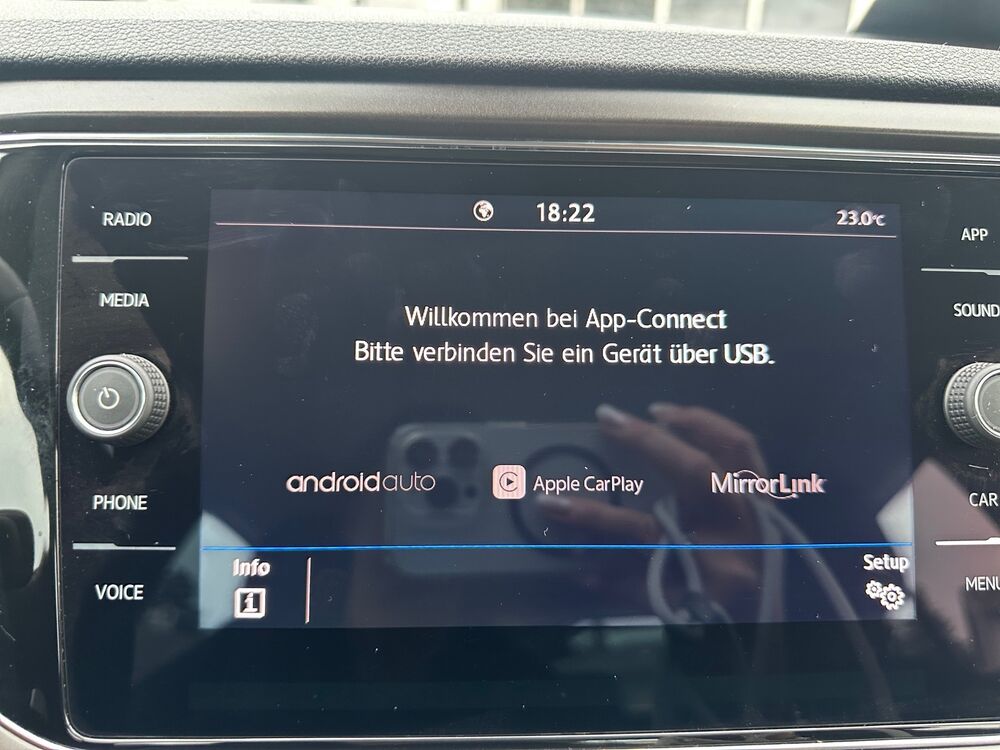 18:22
23.0°C
RADIO
MEDIA
PHONE
VOICE
Willkommen bei App-Connect
Bitte verbinden Sie ein Gerät über USB.
androidauto
Apple CarPlay
MirrorLink
Info
Setup
APP
SOUND
CAR
MENU